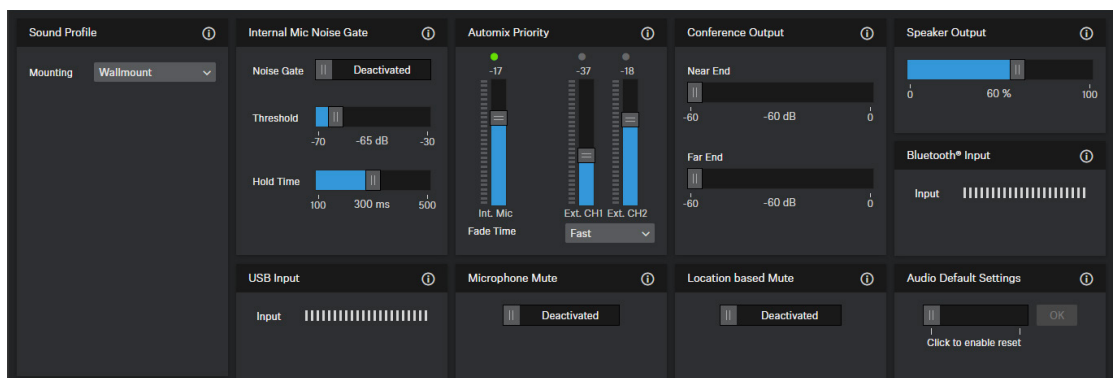 Sound Profile
Mounting Wallmount
Internal Mic Noise Gate
Noise Gate Deactivated
Threshold
-70 -65 dB -30
Hold Time
100 300 ms 500
Automix Priority
-17 -37 -18
Int. Mic Ext. CH1 Ext. CH2
Fade Time Fast
Conference Output
Near End
-60 -60 dB 0
Far End
-60 -60 dB 0
Speaker Output
0 60 % 100
Bluetooth® Input
Input
USB Input
Input
Microphone Mute
Deactivated
Location based Mute
Deactivated
Audio Default Settings
OK
Click to enable reset